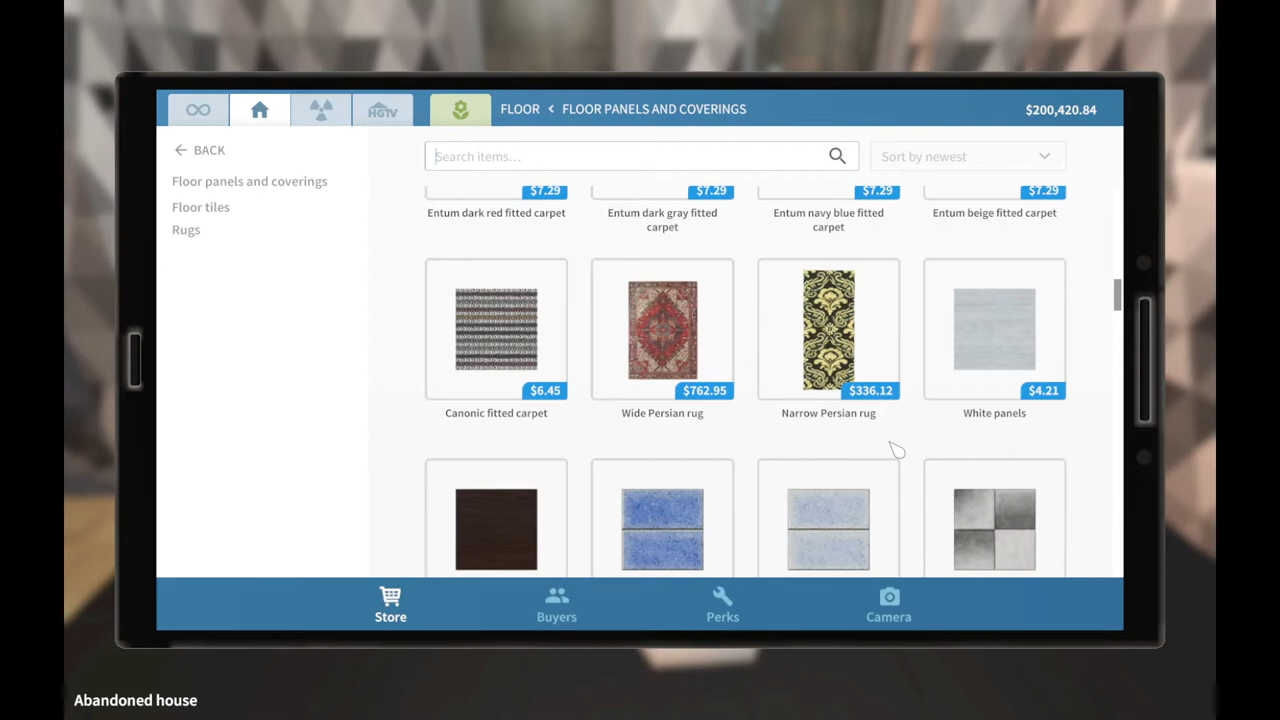 HGTV
FLOOR < FLOOR PANELS AND COVERINGS
$200,420.84
BACK
Search items...
Sort by newest
Floor panels and coverings
Floor tiles
Rugs
$7.29
$7.29
$7.29
$7.29
Entum dark red fitted carpet
Entum dark gray fitted
carpet
Entum navy blue fitted
carpet
Entum beige fitted carpet
$6.45
$762.95
$336.12
$4.21
Canonic fitted carpet
Wide Persian rug
Narrow Persian rug
White panels
Store
Buyers
Perks
Camera
Abandoned house